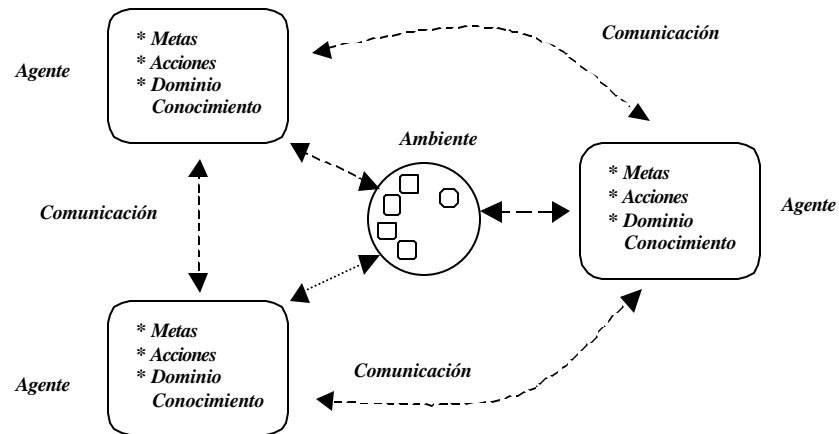 Agente
* Metas
* Acciones
* Dominio
Conocimiento
Comunicación
Ambiente
Comunicación
* Metas
* Acciones
* Dominio
Conocimiento
Agente
Agente
* Metas
* Acciones
* Dominio
Conocimiento
Comunicación